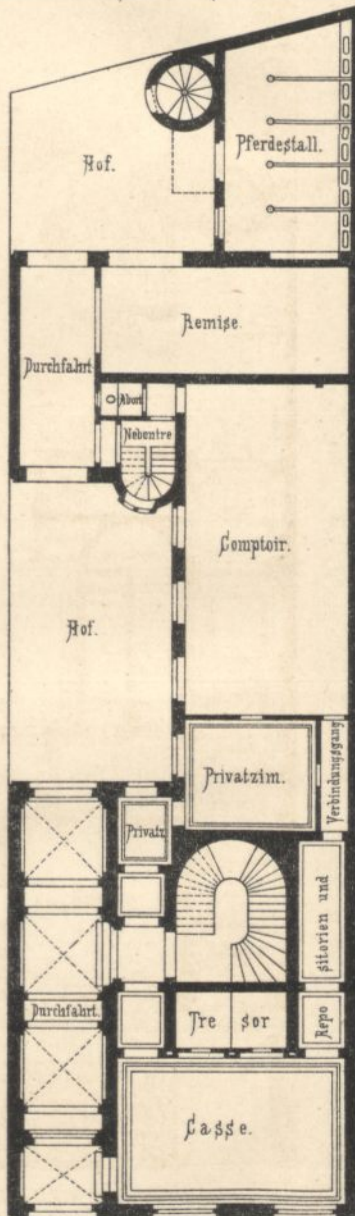 Pferdestall.
Hof.
Remise.
Durchfahrt
Abort
Nebentre
Comptoir.
Hof.
Verbindungsgang
Privatzim.
Privatz
sitorien und
Durchfahrt.
Tre sor
Repo
Casse.